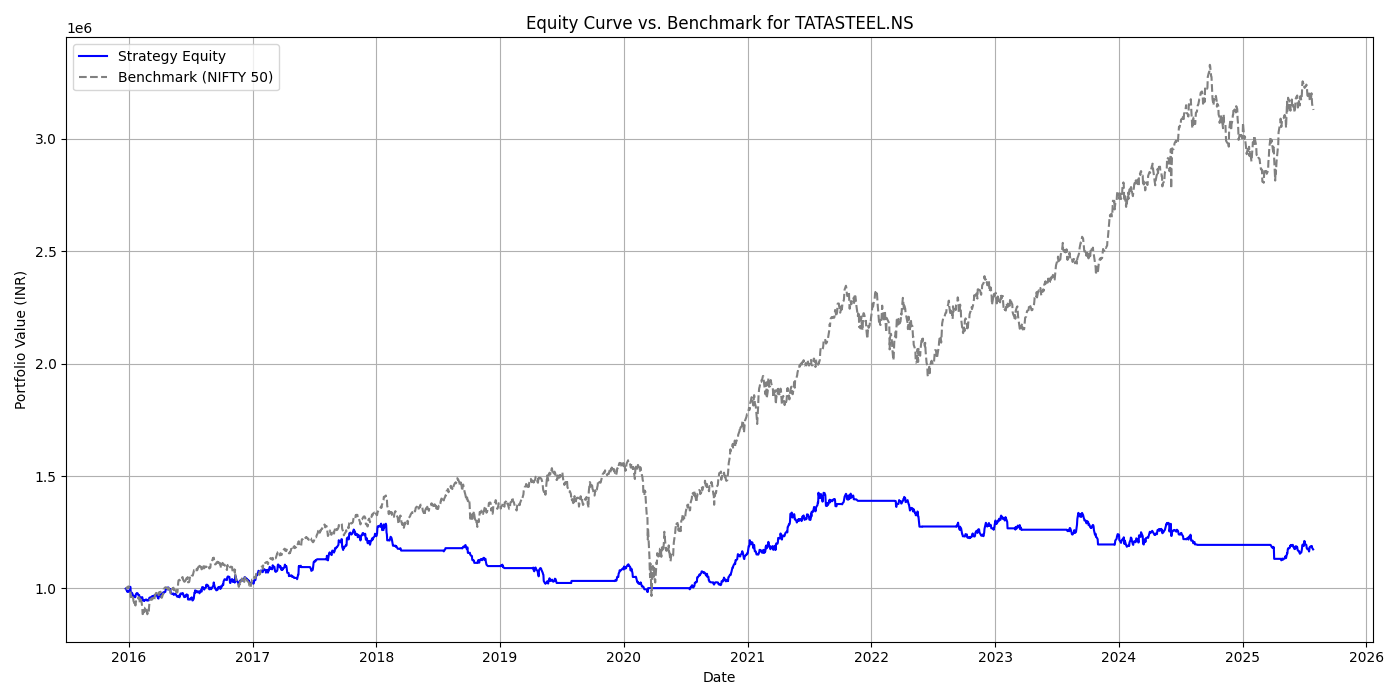 Equity Curve vs. Benchmark for TATASTEEL.NS
1e6
Strategy Equity
Benchmark (NIFTY 50)
3.0
2.5
2.0
1.5
1.0
Portfolio Value (INR)
2016 2017 2018 2019 2020 2021 2022 2023 2024 2025 2026
Date